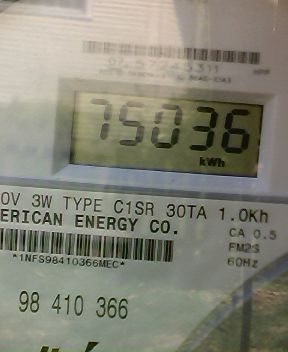 75036
kWh
0V 3W TYPE C1SR 30TA 1.0Kh
ERICAN ENERGY CO.
CA 0.5
FM2S
60Hz
*1NFS98410366MEC*
98 410 366